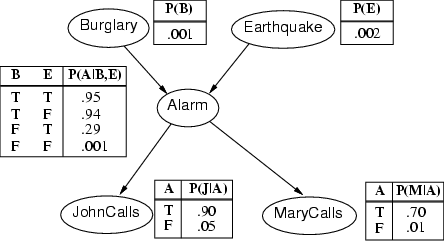 Burglary
P(B)
.001
Earthquake
P(E)
.002
B E P(A|B,E)
T T .95
T F .94
F T .29
F F .001
Alarm
JohnCalls
A P(J|A)
T .90
F .05
MaryCalls
A P(M|A)
T .70
F .01